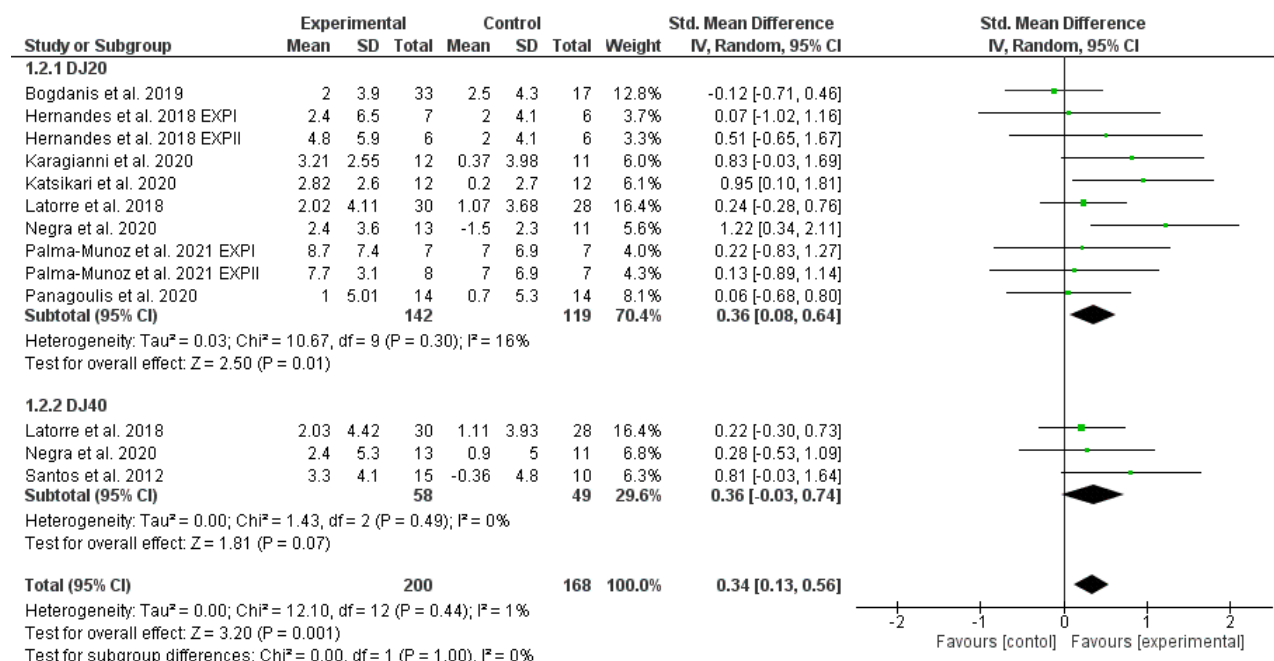 Experimental Control Std. Mean Difference Std. Mean Difference
Study or Subgroup Mean SD Total Mean SD Total Weight IV, Random, 95% CI IV, Random, 95% CI
1.2.1 DJ20
Bogdanis et al. 2019 2 3.9 33 2.5 4.3 17 12.8% -0.12 [-0.71, 0.46]
Hernandes et al. 2018 EXPI 2.4 6.5 7 2 4.1 6 3.7% 0.07 [-1.02, 1.16]
Hernandes et al. 2018 EXPII 4.8 5.9 6 2 4.1 6 3.3% 0.51 [-0.65, 1.67]
Karagianni et al. 2020 3.21 2.55 12 0.37 3.98 11 6.0% 0.83 [-0.03, 1.69]
Katsikari et al. 2020 2.82 2.6 12 0.2 2.7 12 6.1% 0.95 [0.10, 1.81]
Latorre et al. 2018 2.02 4.11 30 1.07 3.68 28 16.4% 0.24 [-0.28, 0.76]
Negra et al. 2020 2.4 3.6 13 -1.5 2.3 11 5.6% 1.22 [0.34, 2.11]
Palma-Munoz et al. 2021 EXPI 8.7 7.4 7 7 6.9 7 4.2% 0.22 [-0.83, 1.27]
Palma-Munoz et al. 2021 EXPII 7.7 3.1 8 7 6.9 7 4.3% 0.13 [-0.89, 1.14]
Panagoulis et al. 2020 1 5.01 14 0.7 5.3 14 8.1% 0.06 [-0.68, 0.80]
Subtotal (95% CI) 142 119 70.4% 0.36 [0.08, 0.64]
Heterogeneity: Tau² = 0.03; Chi² = 10.67, df = 9 (P = 0.30); I² = 16%
Test for overall effect: Z = 2.50 (P = 0.01)
1.2.2 DJ40
Latorre et al. 2018 2.03 4.42 30 1.11 3.93 28 16.4% 0.22 [-0.30, 0.73]
Negra et al. 2020 2.4 5.3 13 0.9 5 11 6.8% 0.28 [-0.53, 1.09]
Santos et al. 2012 3.3 4.1 15 -0.36 4.8 10 6.3% 0.81 [-0.03, 1.64]
Subtotal (95% CI) 58 49 29.6% 0.36 [-0.03, 0.74]
Heterogeneity: Tau² = 0.00; Chi² = 1.43, df = 2 (P = 0.49); I² = 0%
Test for overall effect: Z = 1.81 (P = 0.07)
Total (95% CI) 200 168 100.0% 0.34 [0.13, 0.56]
Heterogeneity: Tau² = 0.00; Chi² = 12.10, df = 12 (P = 0.44); I² = 1%
Test for overall effect: Z = 3.20 (P = 0.001)
Test for subgroup differences: Chi² = 0.00, df = 1 (P = 1.00), I² = 0%
-2 -1 0 1 2
Favours [contol] Favours [experimental]